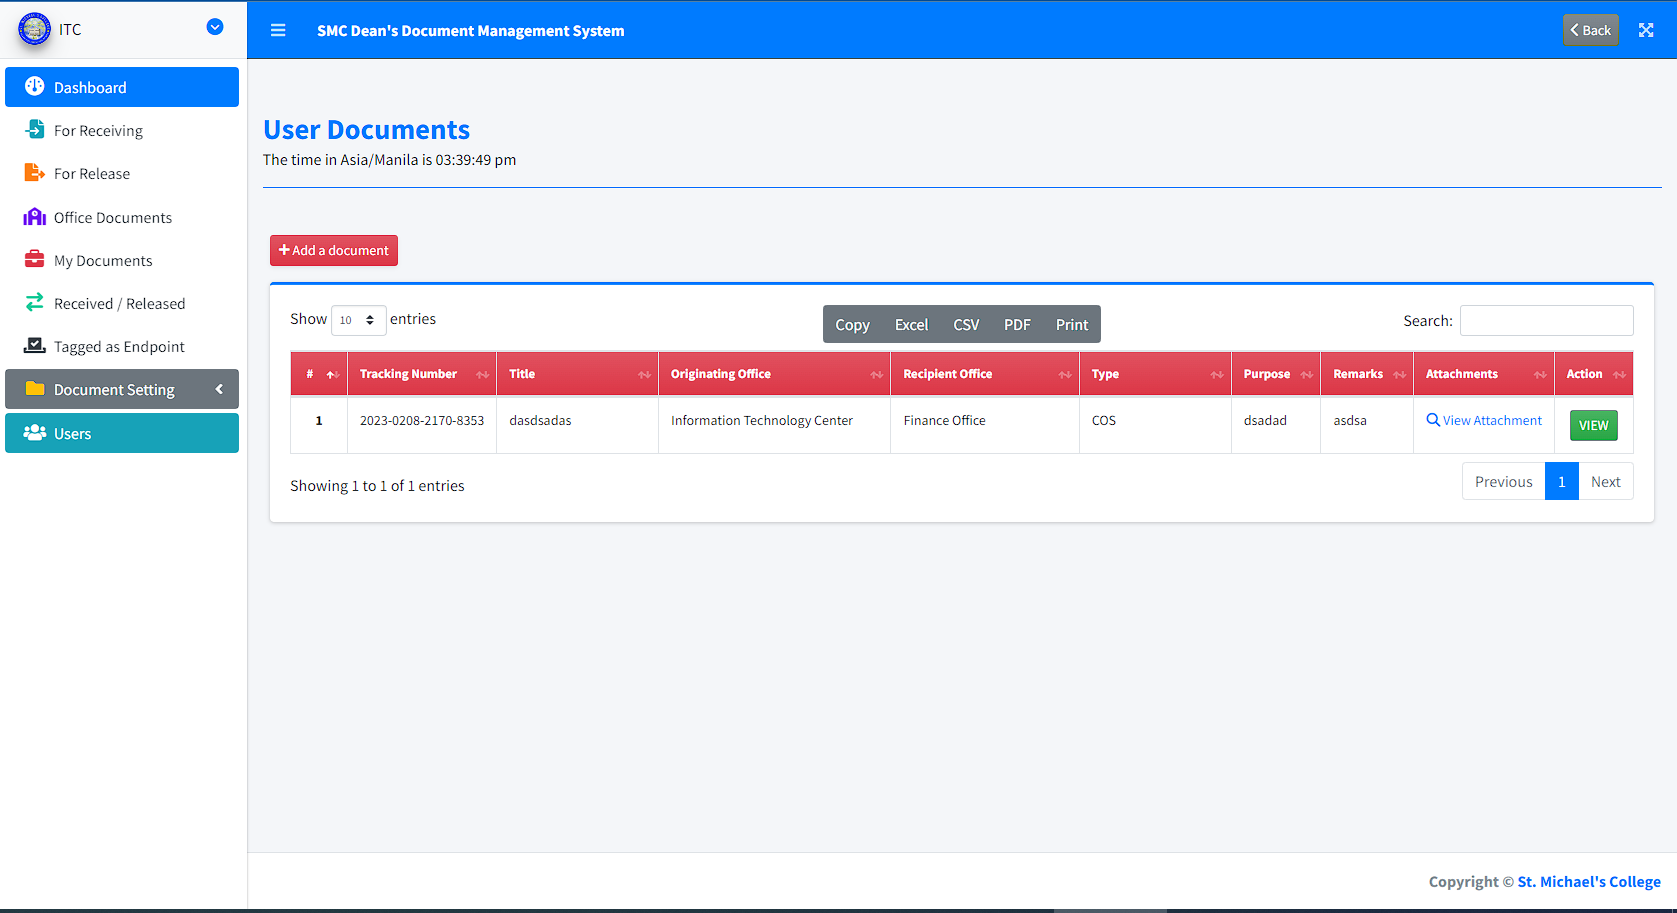 ITC
SMC Dean's Document Management System
Back
Dashboard
For Receiving
For Release
Office Documents
My Documents
Received / Released
Tagged as Endpoint
Document Setting
Users
User Documents
The time in Asia/Manila is 03:39:49 pm
Add a document
Show 10 entries
Copy Excel CSV PDF Print
Search:
# Tracking Number Title Originating Office Recipient Office Type Purpose Remarks Attachments Action
1 2023-0208-2170-8353 dasdsadas Information Technology Center Finance Office COS dsadad asdsa View Attachment VIEW
Showing 1 to 1 of 1 entries
Previous 1 Next
Copyright © St. Michael's College